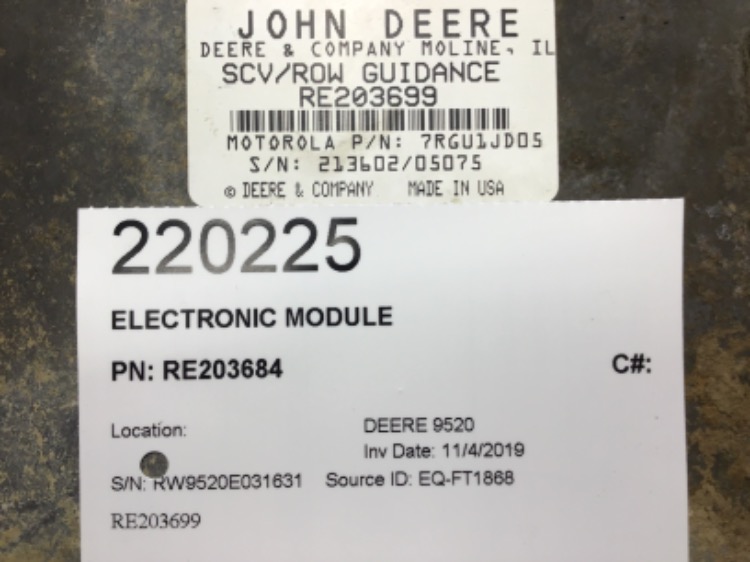 JOHN DEERE
DEERE & COMPANY MOLINE, IL
SCV/ROW GUIDANCE
RE203699
MOTOROLA P/N: 7RGU1JD05
S/N: 213602/05075
© DEERE & COMPANY MADE IN USA
220225
ELECTRONIC MODULE
PN: RE203684 C#:
Location: DEERE 9520
Inv Date: 11/4/2019
S/N: RW9520E031631 Source ID: EQ-FT1868
RE203699